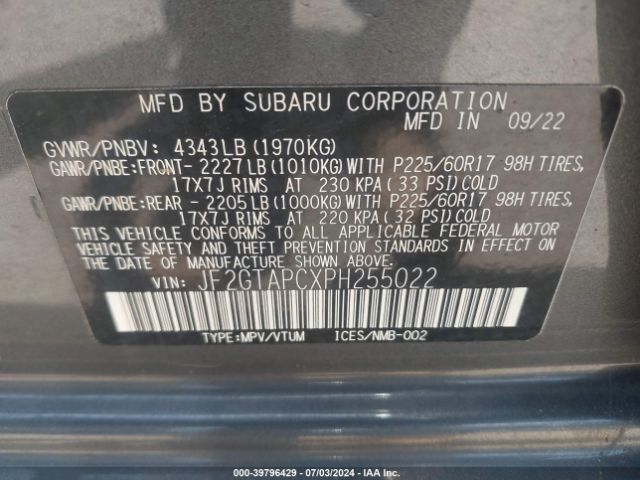 MFD BY SUBARU CORPORATION
MFD IN 09/22
GVWR/PNBV: 4343LB (1970KG)
GAWR/PNBE:FRONT- 2227LB (1010KG) WITH P225/60R17 98H TIRES,
17X7J RIMS AT 230 KPA (33 PSI) COLD
GAWR/PNBE:REAR - 2205LB (1000KG) WITH P225/60R17 98H TIRES,
17X7J RIMS AT 220 KPA (32 PSI) COLD
THIS VEHICLE CONFORMS TO ALL APPLICABLE FEDERAL MOTOR
VEHICLE SAFETY AND THEFT PREVENTION STANDARDS IN EFFECT
ON THE DATE OF MANUFACTURE SHOWN ABOVE.
VIN: JF2GTAPCXPH255022
TYPE:MPV/VTUM ICES/NMB-002
000-39796429 - 07/03/2024 - IAAI.COM